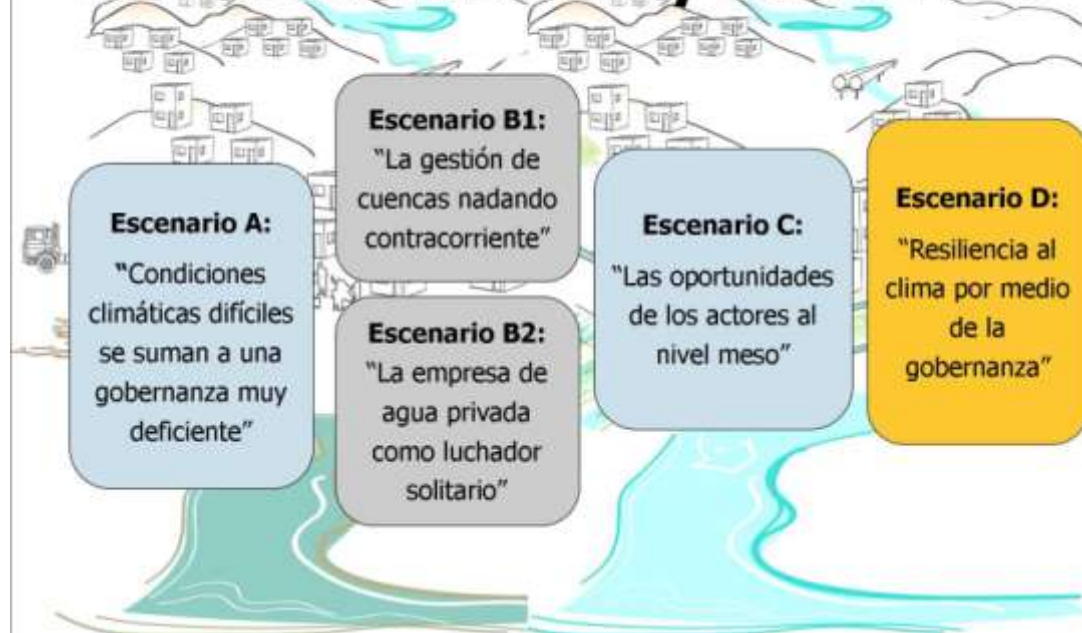 Escenario A:
“Condiciones
climáticas difíciles
se suman a una
gobernanza muy
deficiente”
Escenario B1:
“La gestión de
cuencas nadando
contracorriente”
Escenario B2:
“La empresa de
agua privada
como luchador
solitario”
Escenario C:
“Las oportunidades
de los actores al
nivel meso”
Escenario D:
“Resiliencia al
clima por medio
de la
gobernanza”